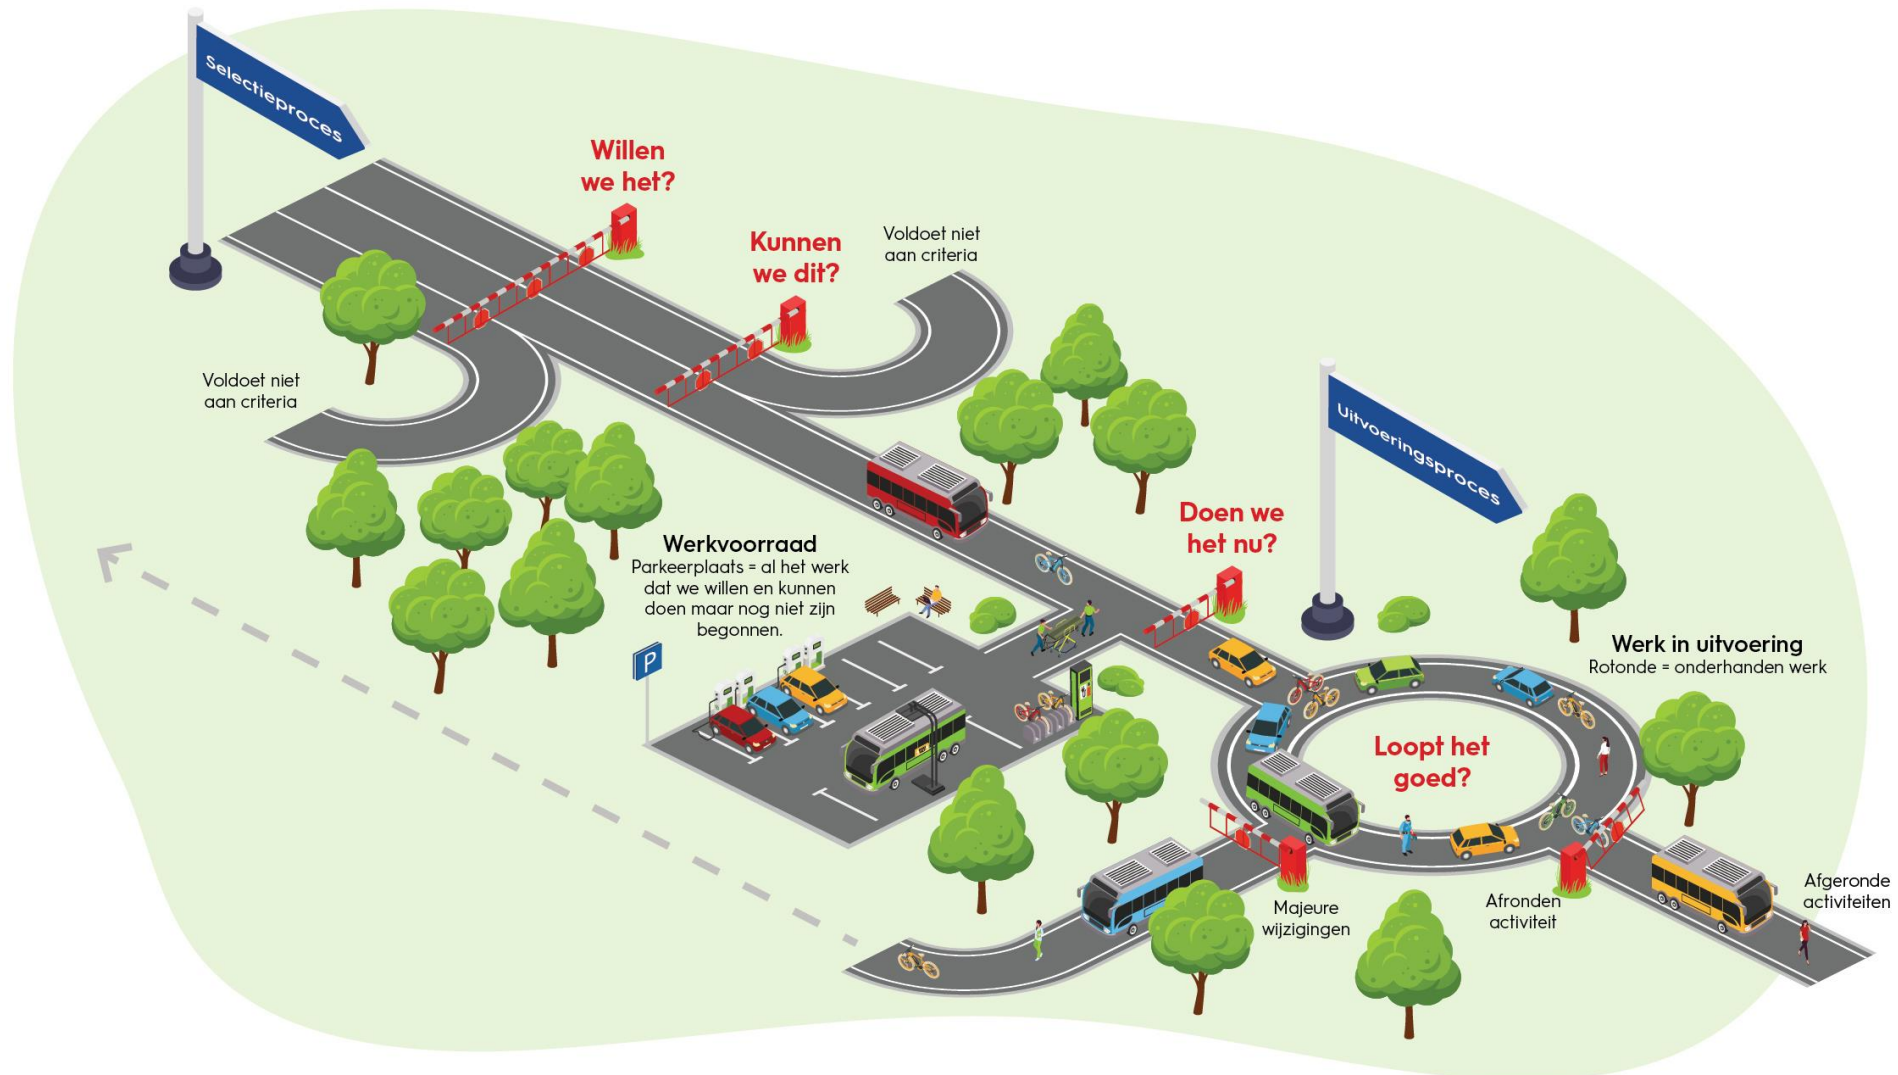 Selectieproces
Willen
we het?
Kunnen
we dit?
Voldoet niet
aan criteria
Voldoet niet
aan criteria
Uitvoeringsproces
Doen we
het nu?
Werkvoorraad
Parkeerplaats = al het werk
dat we willen en kunnen
doen maar nog niet zijn
begonnen.
P
Werk in uitvoering
Rotonde = onderhanden werk
Loopt het
goed?
Majeure
wijzigingen
Afronden
activiteit
Afgeronde
activiteiten